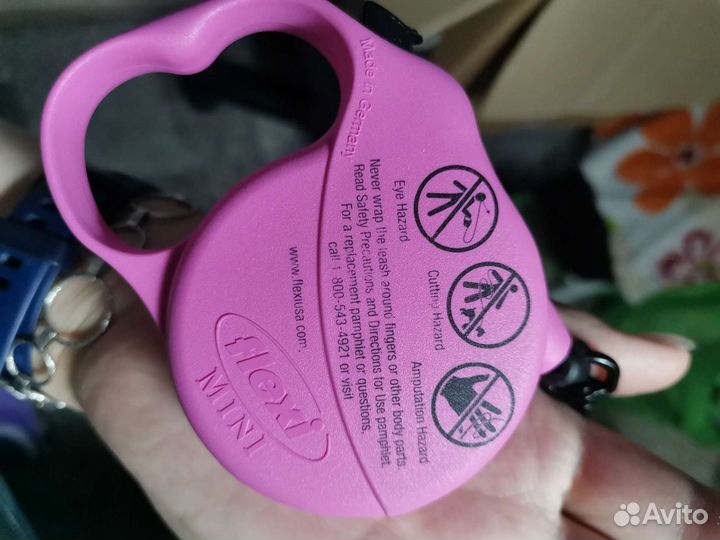 Made in Germany
Eye Hazard
Cutting Hazard
Amputation Hazard
Never wrap the leash around fingers or other body parts.
Read Safety Precautions and Directions for Use pamphlet.
For a replacement pamphlet or questions,
call 1 800-543-4921 or visit
www.flexiusa.com.
flexi
MINI
Avito